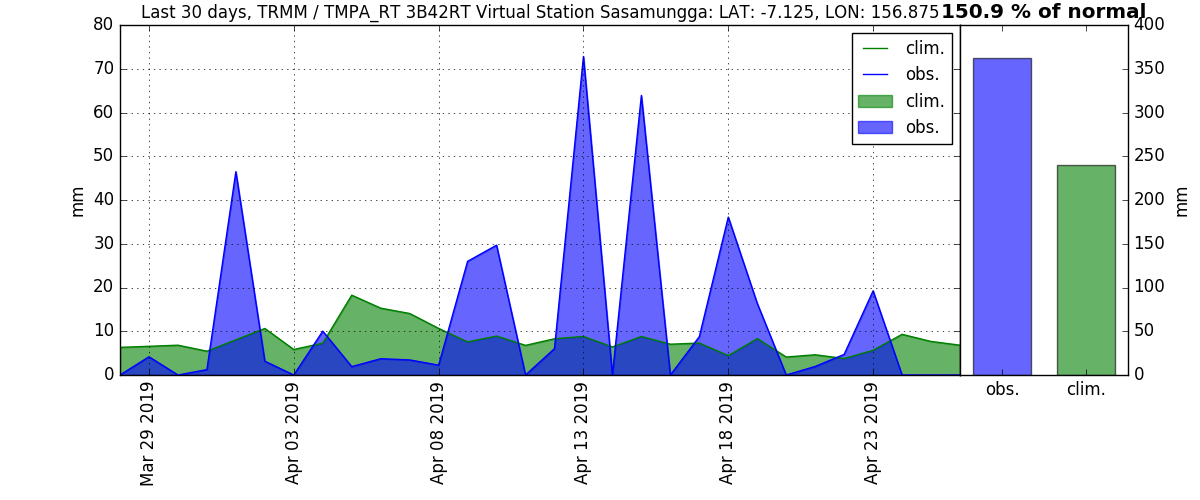 Last 30 days, TRMM / TMPA_RT 3B42RT Virtual Station Sasamungga: LAT: -7.125, LON: 156.875
150.9 % of normal
80
70
60
50
40
30
20
10
0
mm
clim.
obs.
clim.
obs.
400
350
300
250
200
150
100
50
0
mm
obs.
clim.
Mar 29 2019
Apr 03 2019
Apr 08 2019
Apr 13 2019
Apr 18 2019
Apr 23 2019